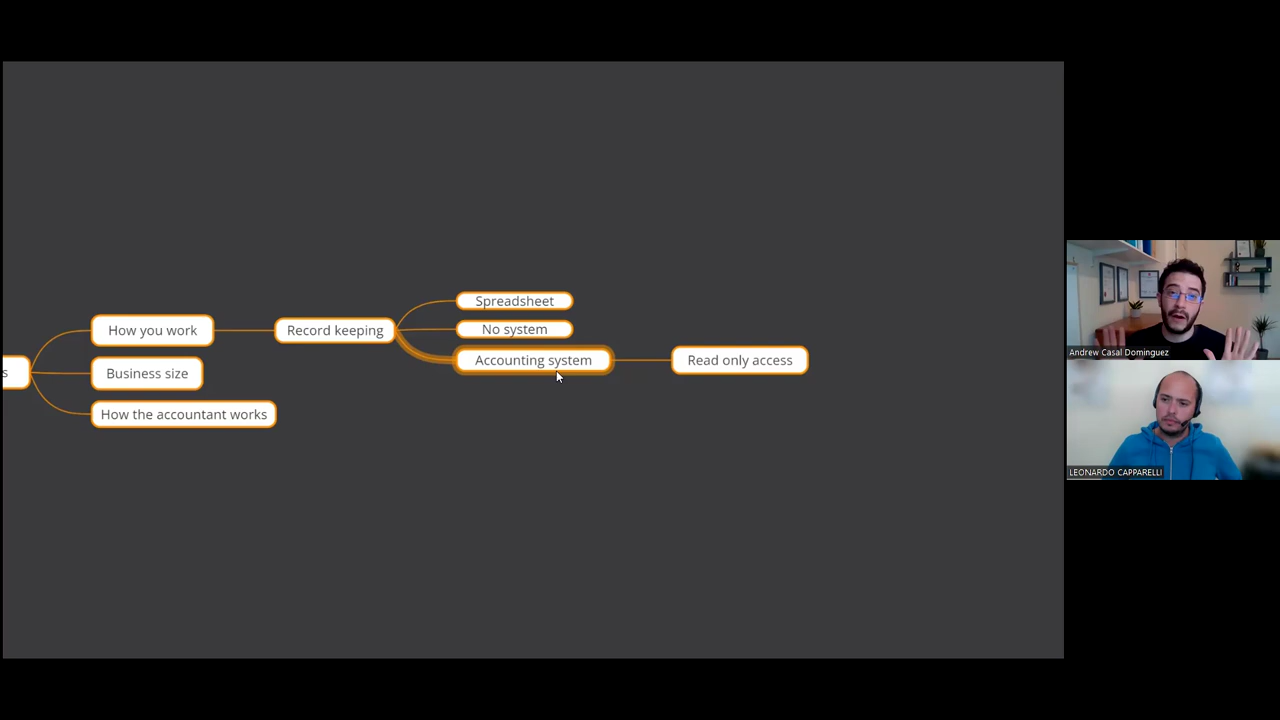 s
How you work
Business size
How the accountant works
Record keeping
Spreadsheet
No system
Accounting system
Read only access
Andrew Casal Dominguez
LEONARDO CAPPARELLI